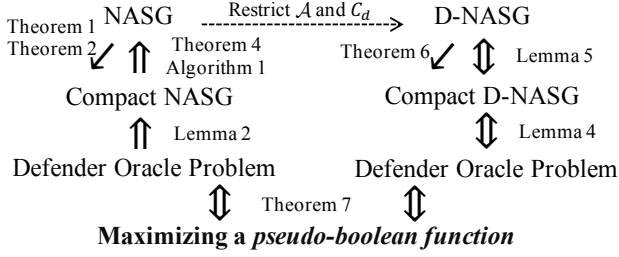 NASG Restrict 𝒜 and C_d D-NASG
Theorem 1
Theorem 2
Theorem 4
Algorithm 1
Theorem 6
Lemma 5
Compact NASG Compact D-NASG
Lemma 2 Lemma 4
Defender Oracle Problem Defender Oracle Problem
Theorem 7
Maximizing a pseudo-boolean function